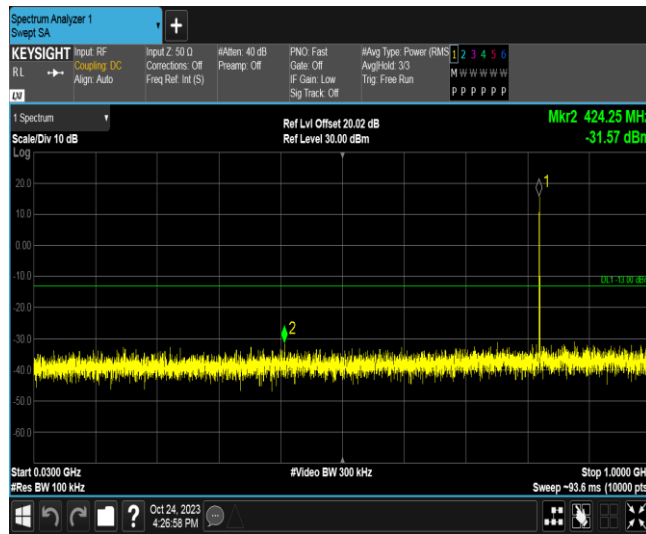 Spectrum Analyzer 1
Swept SA
+
KEYSIGHT
RL
LXI
Input: RF
Coupling: DC
Align: Auto
Input Z: 50 Ω
Corrections: Off
Freq Ref: Int (S)
#Atten: 40 dB
Preamp: Off
PNO: Fast
Gate: Off
IF Gain: Low
Sig Track: Off
#Avg Type: Power (RMS
Avg|Hold: 3/3
Trig: Free Run
1 2 3 4 5 6
M W W W W W
P P P P P P
1 Spectrum
Scale/Div 10 dB
Log
Ref Lvl Offset 20.02 dB
Ref Level 30.00 dBm
Mkr2 424.25 MHz
-31.57 dBm
20.0
10.0
0.00
-10.0
-20.0
-30.0
-40.0
-50.0
-60.0
1
2
DL1 -13.00 dBm
Start 0.0300 GHz
#Res BW 100 kHz
#Video BW 300 kHz
Stop 1.0000 GHz
Sweep ~93.6 ms (10000 pts)
?
Oct 24, 2023
4:26:58 PM